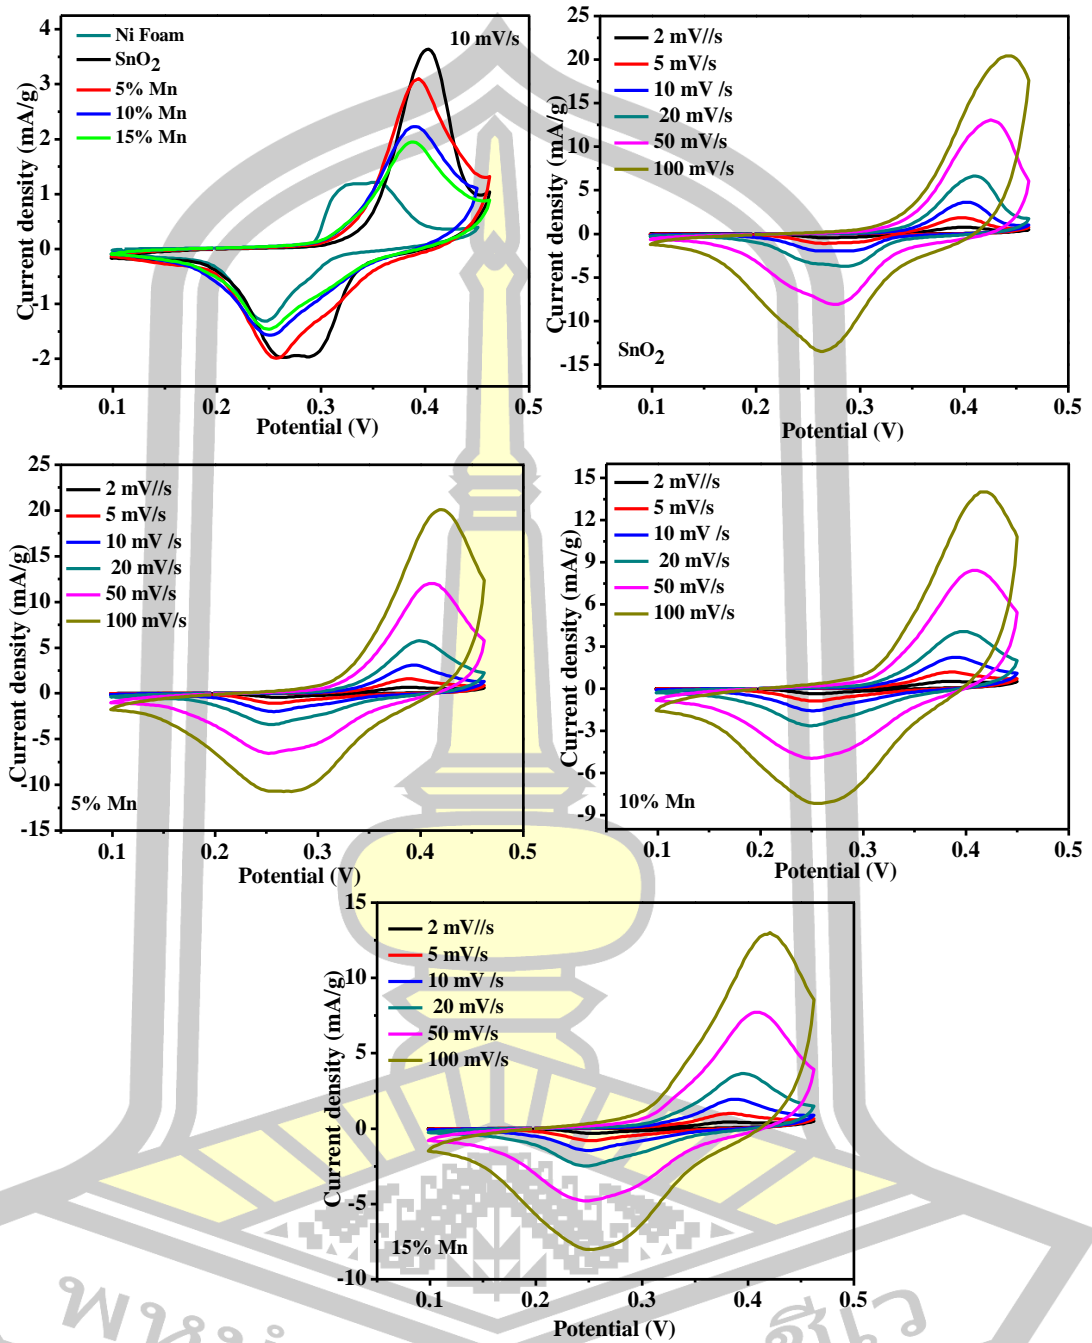 Ni Foam
SnO2
5% Mn
10% Mn
15% Mn
10 mV/s
Current density (mA/g)
4
3
2
1
0
-1
-2
0.1 0.2 0.3 0.4 0.5
Potential (V)
2 mV//s
5 mV/s
10 mV /s
20 mV/s
50 mV/s
100 mV/s
Current density (mA/g)
25
20
15
10
5
0
-5
-10
-15
SnO2
0.1 0.2 0.3 0.4 0.5
Potential (V)
2 mV//s
5 mV/s
10 mV /s
20 mV/s
50 mV/s
100 mV/s
Current density (mA/g)
25
20
15
10
5
0
-5
-10
-15
5% Mn
0.1 0.2 0.3 0.4 0.5
Potential (V)
2 mV//s
5 mV/s
10 mV /s
20 mV/s
50 mV/s
100 mV/s
Current density (mA/g)
15
12
9
6
3
0
-3
-6
-9
10% Mn
0.1 0.2 0.3 0.4 0.5
Potential (V)
2 mV//s
5 mV/s
10 mV /s
20 mV/s
50 mV/s
100 mV/s
Current density (mA/g)
15
10
5
0
-5
-10
15% Mn
0.1 0.2 0.3 0.4 0.5
Potential (V)